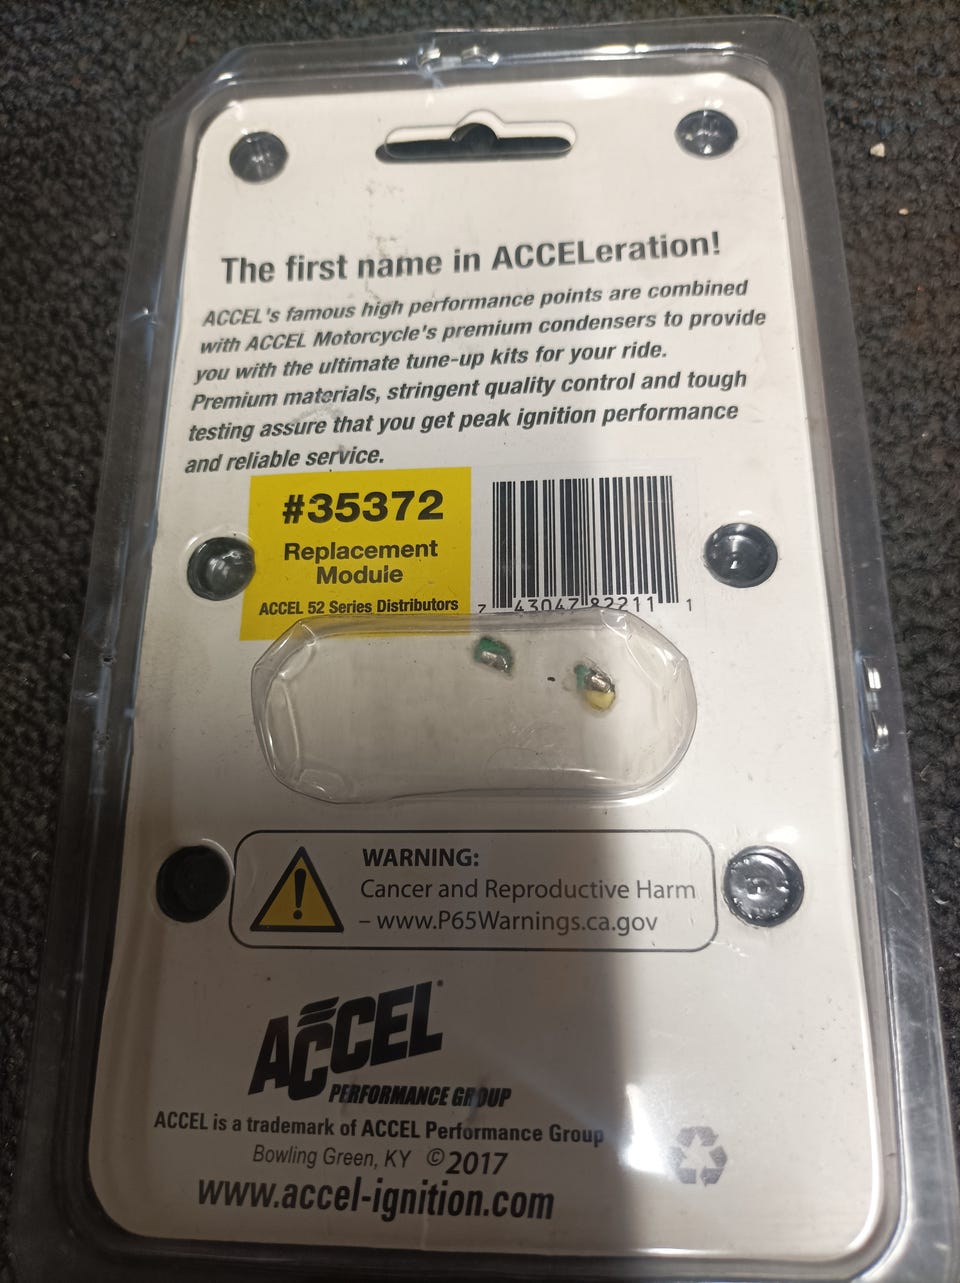 The first name in ACCELeration!
ACCEL's famous high performance points are combined
with ACCEL Motorcycle's premium condensers to provide
you with the ultimate tune-up kits for your ride.
Premium materials, stringent quality control and tough
testing assure that you get peak ignition performance
and reliable service.
#35372
Replacement
Module
ACCEL 52 Series Distributors
7 43047 82211 1
WARNING:
Cancer and Reproductive Harm
– www.P65Warnings.ca.gov
ACCEL
PERFORMANCE GROUP
ACCEL is a trademark of ACCEL Performance Group
Bowling Green, KY ©2017
www.accel-ignition.com